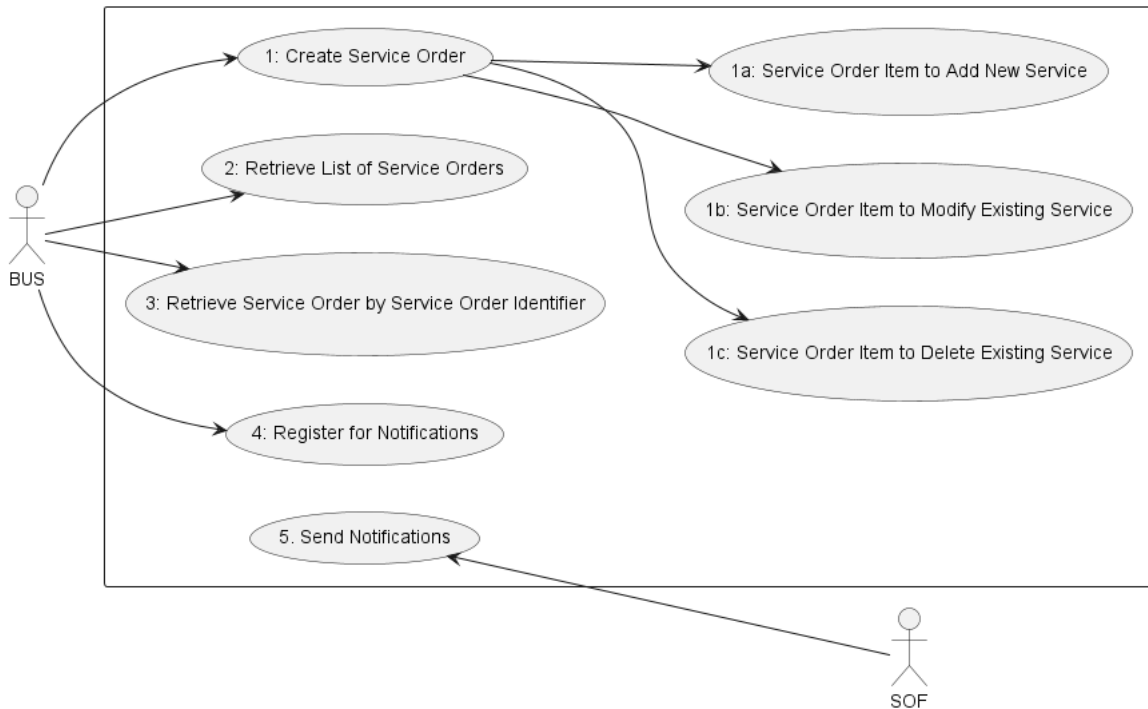 1: Create Service Order
1a: Service Order Item to Add New Service
2: Retrieve List of Service Orders
1b: Service Order Item to Modify Existing Service
BUS
3: Retrieve Service Order by Service Order Identifier
1c: Service Order Item to Delete Existing Service
4: Register for Notifications
5. Send Notifications
SOF